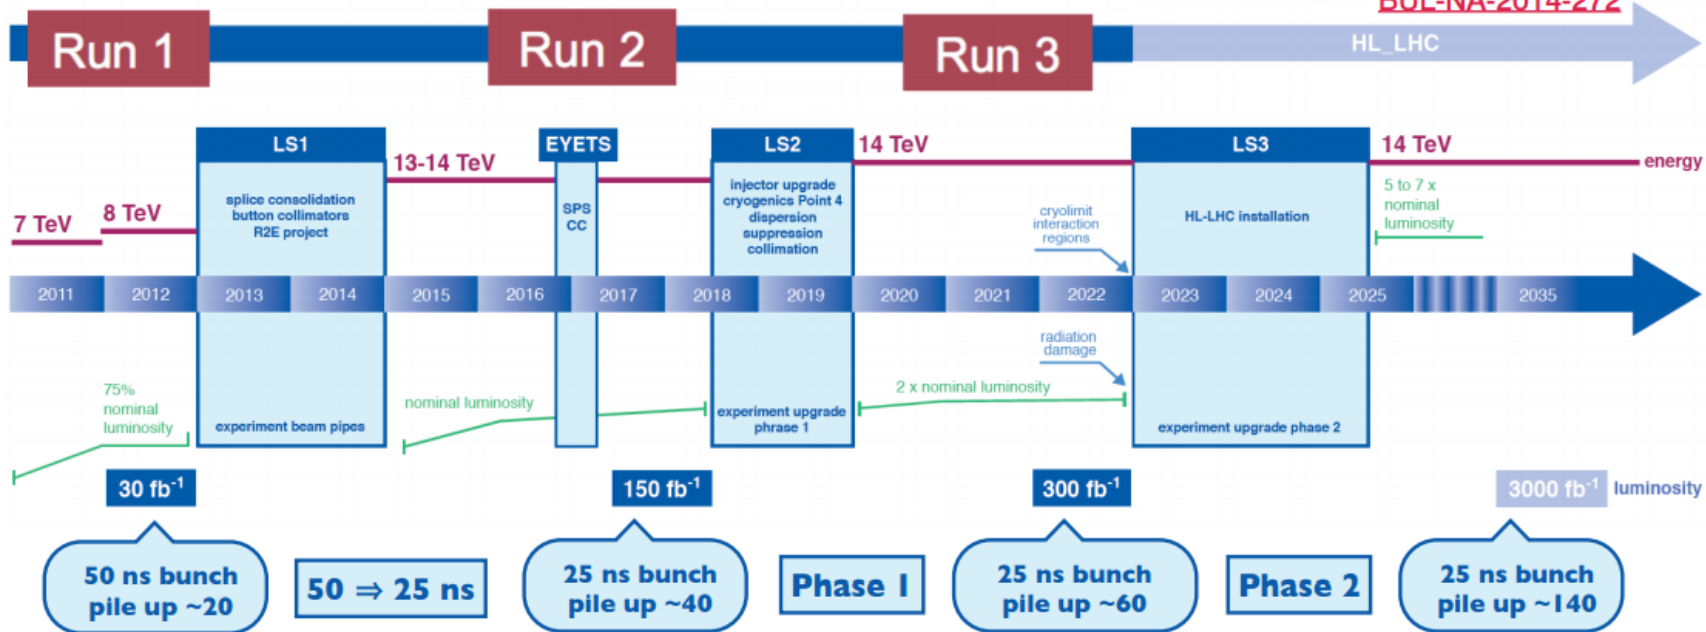 BUL-NA-2014-272
Run 1
Run 2
Run 3
HL_LHC
LS1
EYETS
LS2
14 TeV
LS3
14 TeV
13-14 TeV
energy
splice consolidation
button collimators
R2E project
injector upgrade
cryogenics Point 4
dispersion
suppression
collimation
SPS
CC
7 TeV
8 TeV
cryolimit
interaction
regions
HL-LHC installation
5 to 7 x
nominal
luminosity
2011
2012
2013
2014
2015
2016
2017
2018
2019
2020
2021
2022
2023
2024
2025
2035
radiation
damage
75%
nominal
luminosity
nominal luminosity
2 x nominal luminosity
experiment beam pipes
experiment upgrade
phrase 1
experiment upgrade phase 2
30 fb⁻¹
150 fb⁻¹
300 fb⁻¹
3000 fb⁻¹
luminosity
50 ns bunch
pile up ~20
50 ⇒ 25 ns
25 ns bunch
pile up ~40
Phase 1
25 ns bunch
pile up ~60
Phase 2
25 ns bunch
pile up ~140